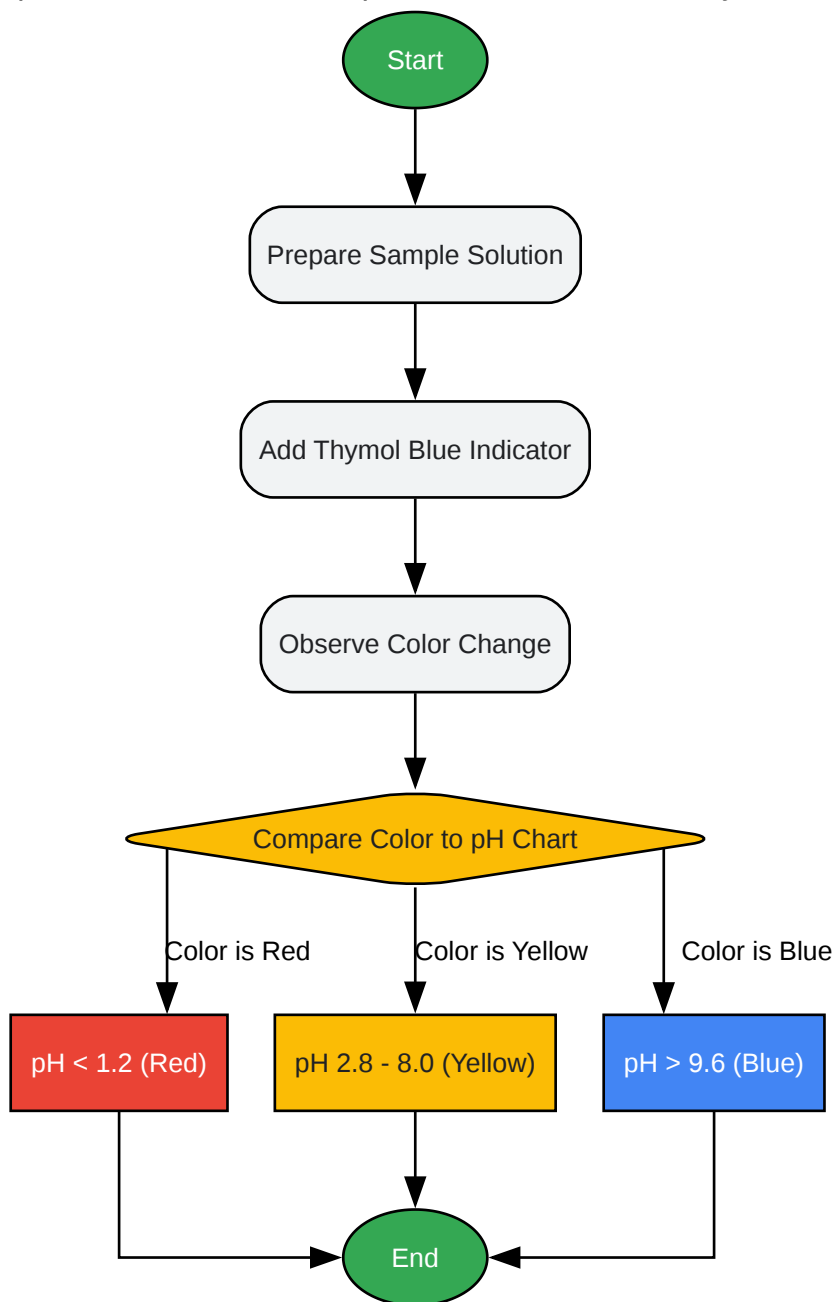 Start
Prepare Sample Solution
Add Thymol Blue Indicator
Observe Color Change
Compare Color to pH Chart
Color is Red
Color is Yellow
Color is Blue
pH < 1.2 (Red)
pH 2.8 - 8.0 (Yellow)
pH > 9.6 (Blue)
End